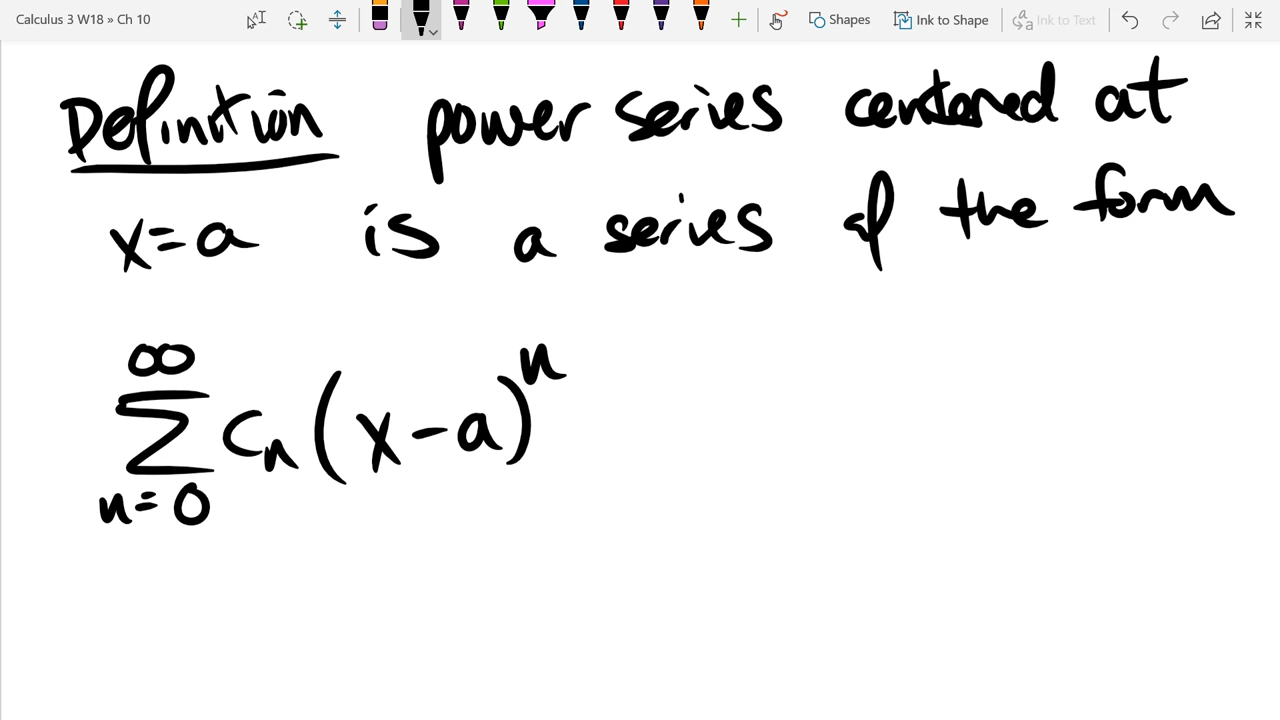 Calculus 3 W18 » Ch 10
Shapes
Ink to Shape
Ink to Text
Definition power series centered at
x=a is a series of the form
∞
∑ cₙ(x-a)ⁿ
n=0